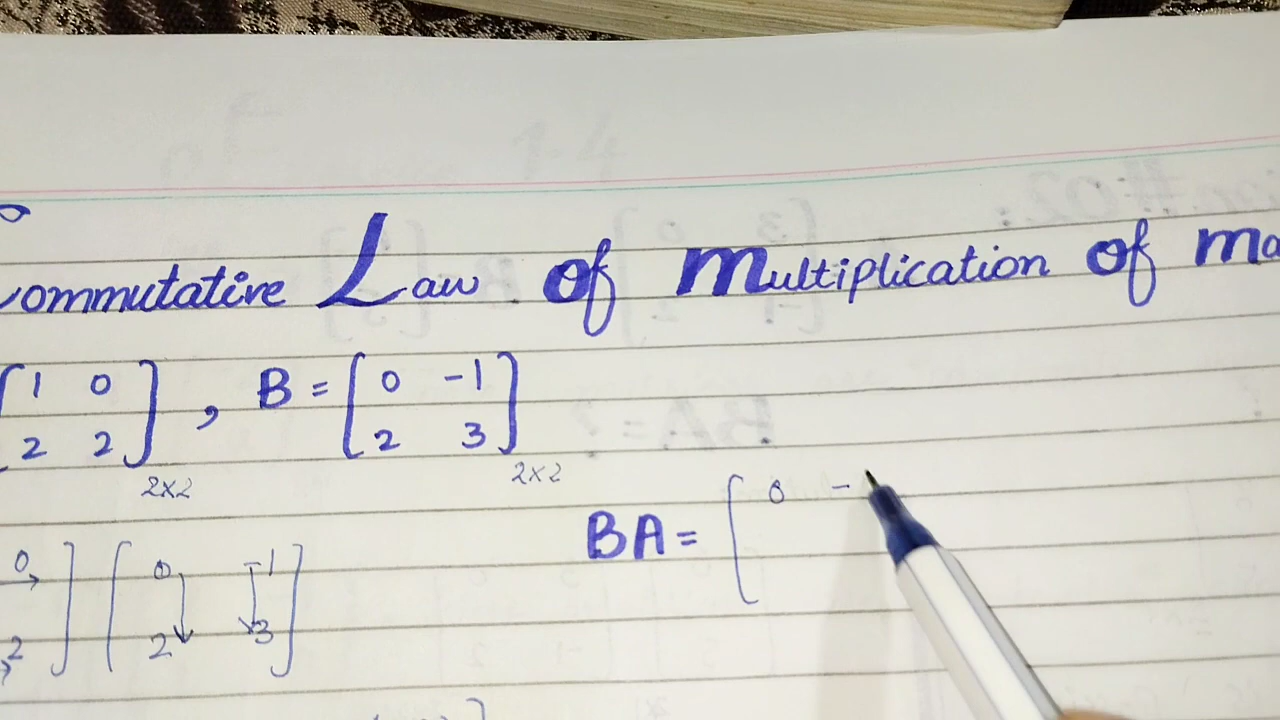 Commutative Law of Multiplication of ma
[1 0
2 2] 2x2 , B = [0 -1
2 3] 2x2
BA = [0 -
0] [0 -1
2] [2 3]